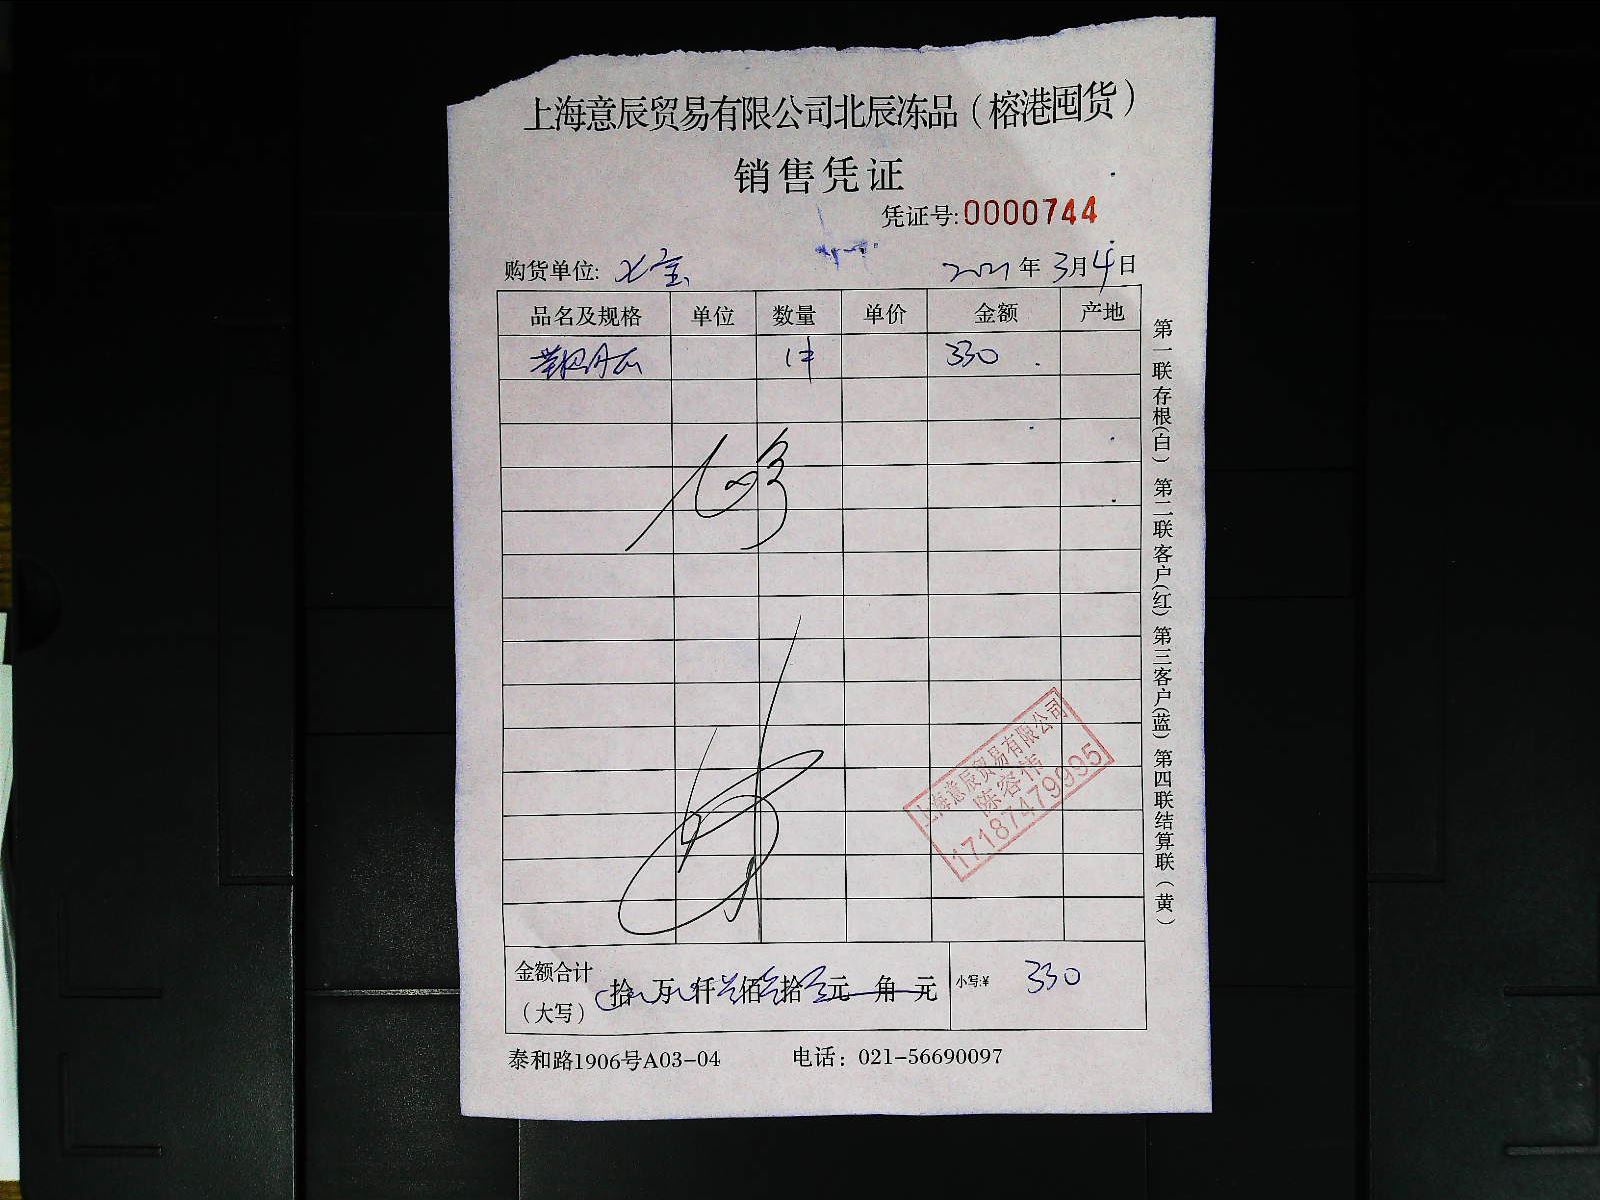 上海意辰贸易有限公司北辰冻品（榕港囤货）
销售凭证
凭证号:0000744
购货单位:
2021年3月4日
品名及规格 单位 数量 单价 金额 产地
1件 330
第一联存根(白) 第二联客户(红) 第三客户(蓝) 第四联结算联(黄)
上海意辰贸易有限公司
陈容伟
17187479995
金额合计 拾 万 仟 佰 拾 元 角 元 小写:¥ 330
（大写）
泰和路1906号A03-04 电话：021-56690097